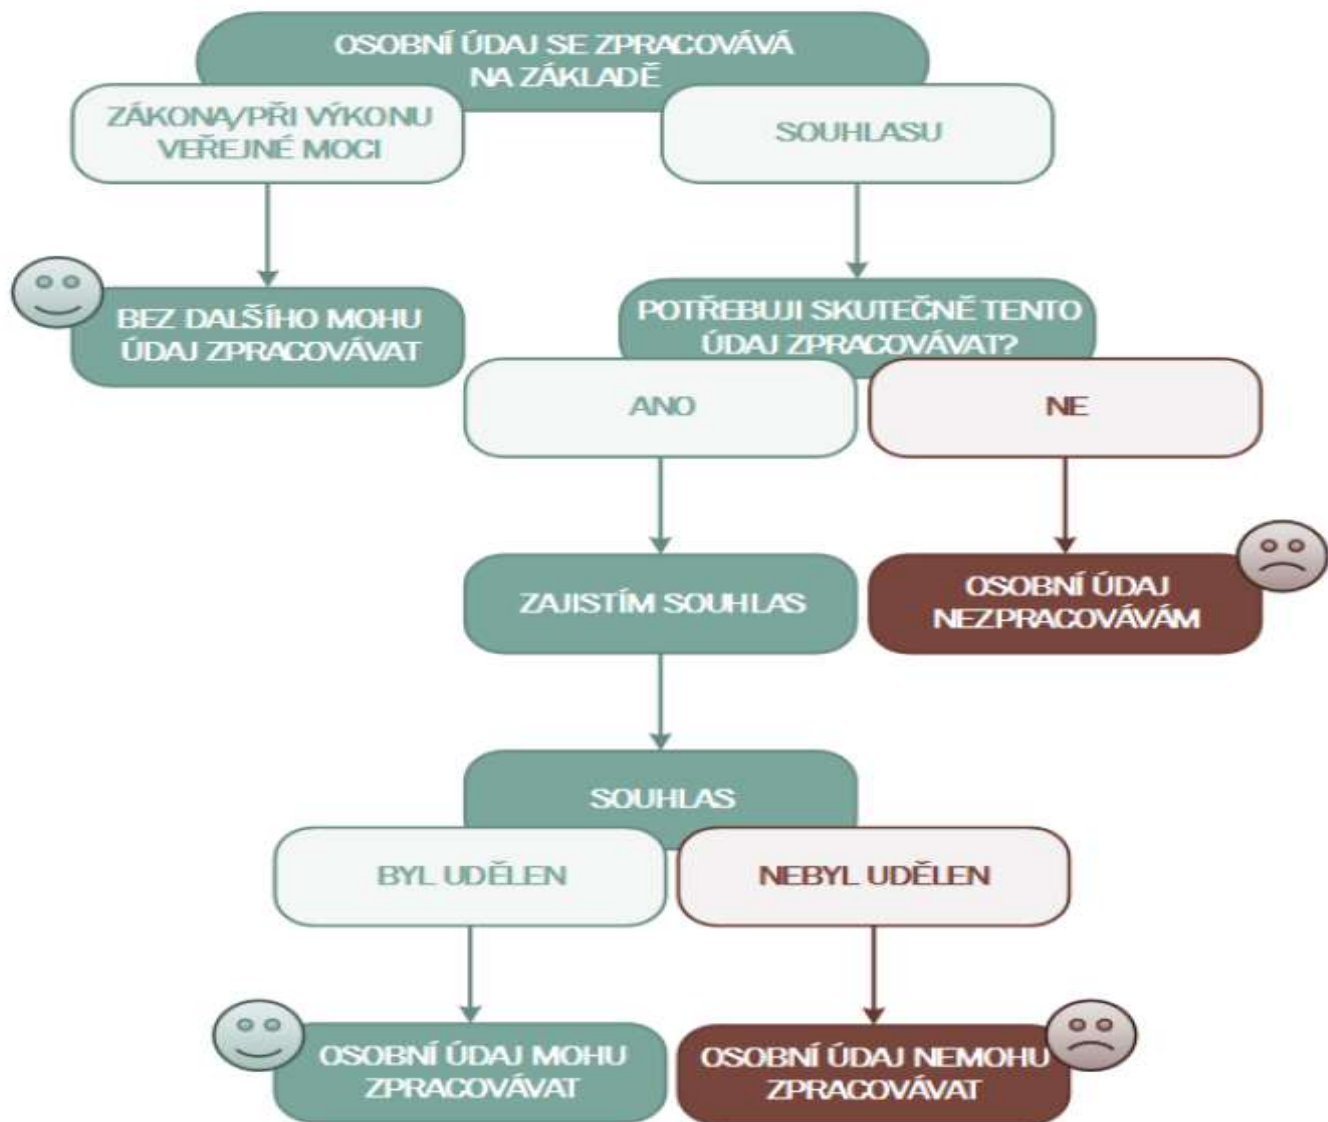 OSOBNÍ ÚDAJ SE ZPRACOVÁVÁ
NA ZÁKLADĚ
ZÁKONA/PŘI VÝKONU
VEŘEJNÉ MOCI
SOUHLASU
BEZ DALŠÍHO MOHU
ÚDAJ ZPRACOVÁVAT
POTŘEBUJI SKUTEČNĚ TENTO
ÚDAJ ZPRACOVÁVAT?
ANO
NE
ZAJISTÍM SOUHLAS
OSOBNÍ ÚDAJ
NEZPRACOVÁVÁM
SOUHLAS
BYL UDĚLEN
NEBYL UDĚLEN
OSOBNÍ ÚDAJ MOHU
ZPRACOVÁVAT
OSOBNÍ ÚDAJ NEMOHU
ZPRACOVÁVAT